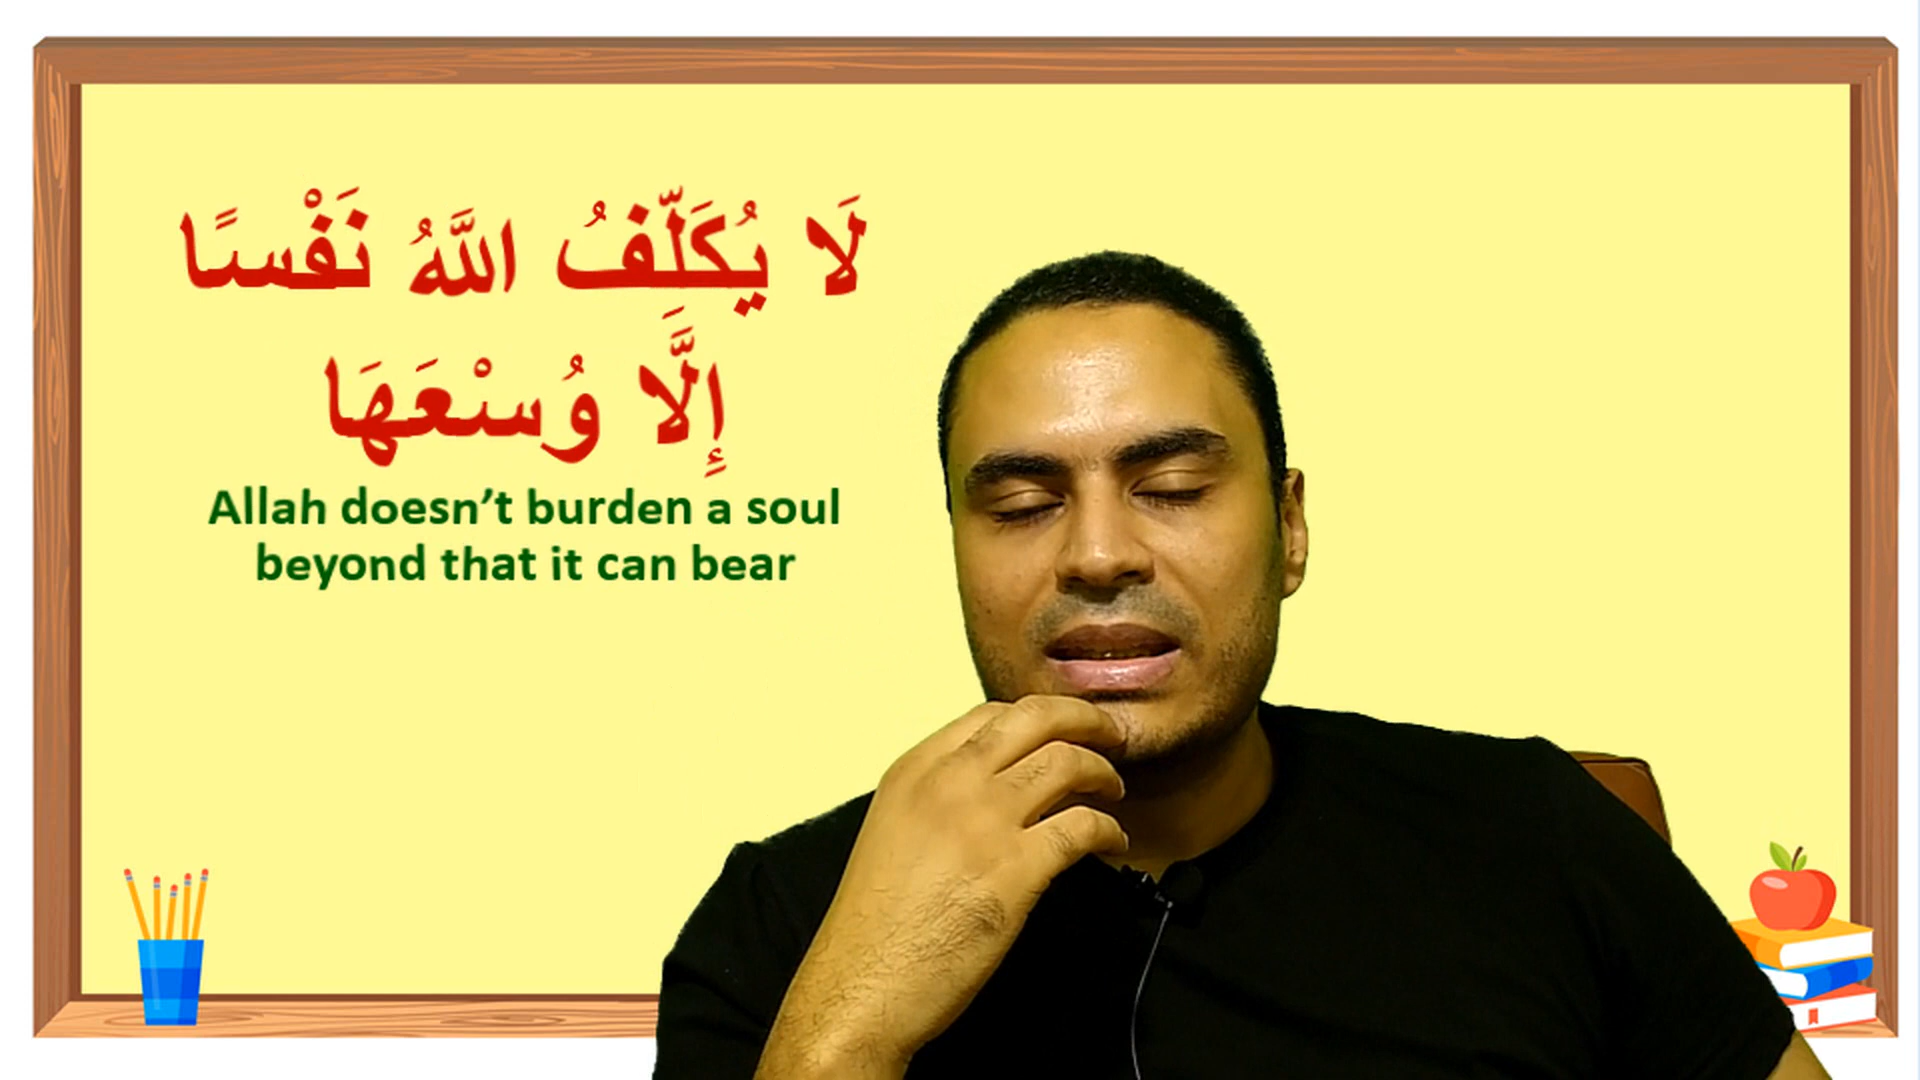 لَا يُكَلِّفُ اللَّهُ نَفْسًا
إِلَّا وُسْعَهَا
Allah doesn’t burden a soul
beyond that it can bear